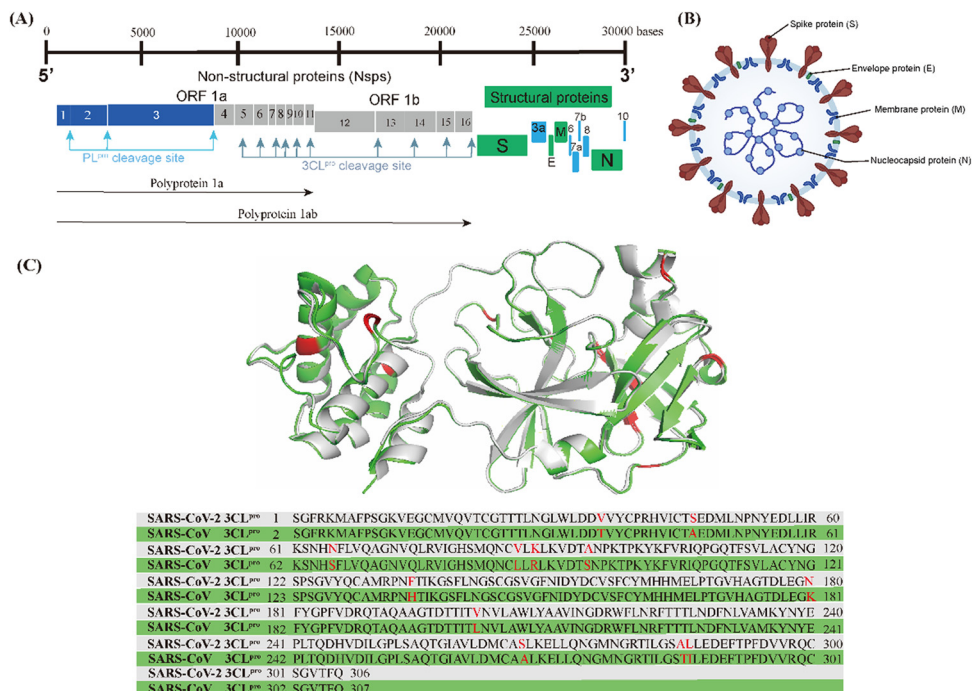 (A)
0 5000 10000 15000 20000 25000 30000 bases
5’ 3’
Non-structural proteins (Nsps)
ORF 1a ORF 1b
Structural proteins
1 2 3 4 5 6 7 8 9 10 11 12 13 14 15 16
S 3a E M 6 7a 7b 8 N 10
PLpro cleavage site
3CLpro cleavage site
Polyprotein 1a
Polyprotein 1ab
(B)
Spike protein (S)
Envelope protein (E)
Membrane protein (M)
Nucleocapsid protein (N)
(C)
SARS-CoV-2 3CLpro 1 SGFRKMAFPSGKVEGCMVQVTCGTTTLNGLWLDDVVYCPRHVICTSEDMLNPNYEDLLIR 60
SARS-CoV 3CLpro 2 SGFRKMAFPSGKVEGCMVQVTCGTTTLNGLWLDDTVYCPRHVICTAEDMLNPNYEDLLIR 61
SARS-CoV-2 3CLpro 61 KSNHNFLVQAGNVQLRVIGHSMQNCVLKLKVDTANPKTPKYKFVRIQPGQTFSVLACYNG 120
SARS-CoV 3CLpro 62 KSNHSFLVQAGNVQLRVIGHSMQNCLLRLKVDTSNPKTPKYKFVRIQPGQTFSVLACYNG 121
SARS-CoV-2 3CLpro 122 SPSGVYQCAMRPNFTIKGSFLNGSCGSVGFNIDYDCVSFCYMHHMELPTGVHAGTDLEGN 180
SARS-CoV 3CLpro 123 SPSGVYQCAMRPNHTIKGSFLNGSCGSVGFNIDYDCVSFCYMHHMELPTGVHAGTDLEGK 181
SARS-CoV-2 3CLpro 181 FYGPFVDRQTAQAAGTDTTITVNVLAWLYAAVINGDRWFLNRFTTTLNDFNLVAMKYNYE 240
SARS-CoV 3CLpro 182 FYGPFVDRQTAQAAGTDTTITLNVLAWLYAAVINGDRWFLNRFTTTLNDFNLVAMKYNYE 241
SARS-CoV-2 3CLpro 241 PLTQDHVDILGPLSAQTGIAVLDMCASLKELLQNGMNGRTILGSALLEDEFTPFDVVRQC 300
SARS-CoV 3CLpro 242 PLTQDHVDILGPLSAQTGIAVLDMCAALKELLQNGMNGRTILGSTILEDEFTPFDVVRQC 301
SARS-CoV-2 3CLpro 301 SGVTFQ 306
SARS-CoV 3CLpro 302 SGVTFQ 307